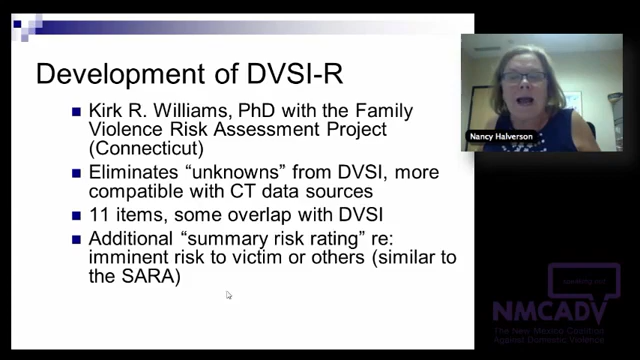 Development of DVSI-R
Kirk R. Williams, PhD with the Family
Violence Risk Assessment Project
(Connecticut)
Eliminates “unknowns” from DVSI, more
compatible with CT data sources
11 items, some overlap with DVSI
Additional “summary risk rating” re:
imminent risk to victim or others (similar to
the SARA)
Nancy Halverson
speaking out!
NMCADV
The New Mexico Coalition
Against Domestic Violence